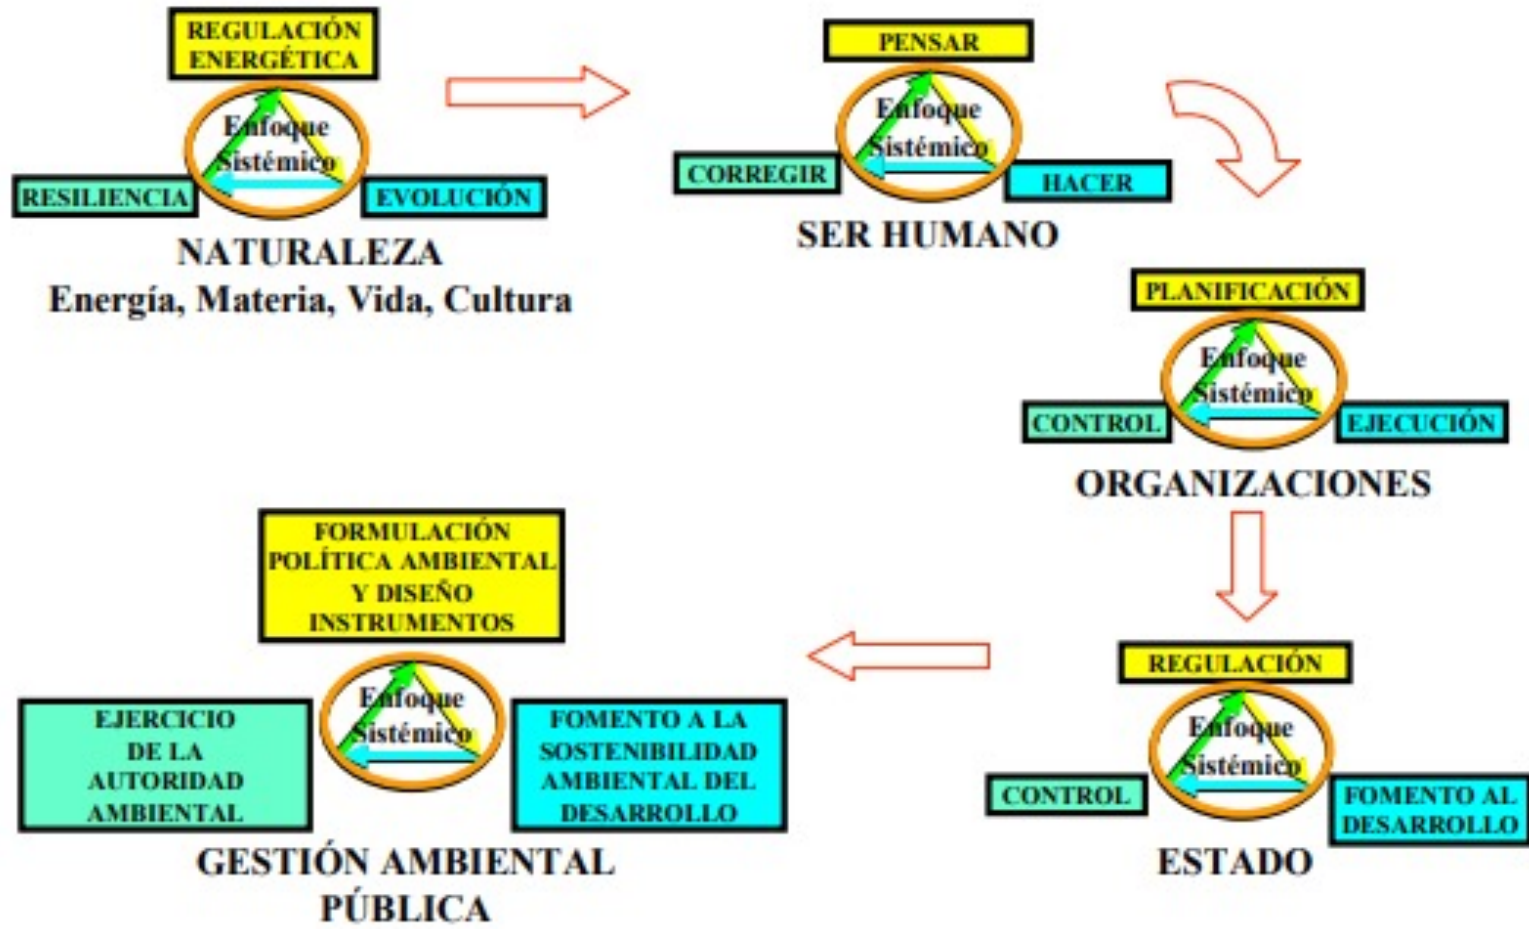 REGULACIÓN
ENERGÉTICA
Enfoque
Sistémico
RESILIENCIA
EVOLUCIÓN
NATURALEZA
Energía, Materia, Vida, Cultura
PENSAR
Enfoque
Sistémico
CORREGIR
HACER
SER HUMANO
PLANIFICACIÓN
Enfoque
Sistémico
CONTROL
EJECUCIÓN
ORGANIZACIONES
REGULACIÓN
Enfoque
Sistémico
CONTROL
FOMENTO AL
DESARROLLO
ESTADO
FORMULACIÓN
POLÍTICA AMBIENTAL
Y DISEÑO
INSTRUMENTOS
Enfoque
Sistémico
EJERCICIO
DE LA
AUTORIDAD
AMBIENTAL
FOMENTO A LA
SOSTENIBILIDAD
AMBIENTAL DEL
DESARROLLO
GESTIÓN AMBIENTAL
PÚBLICA